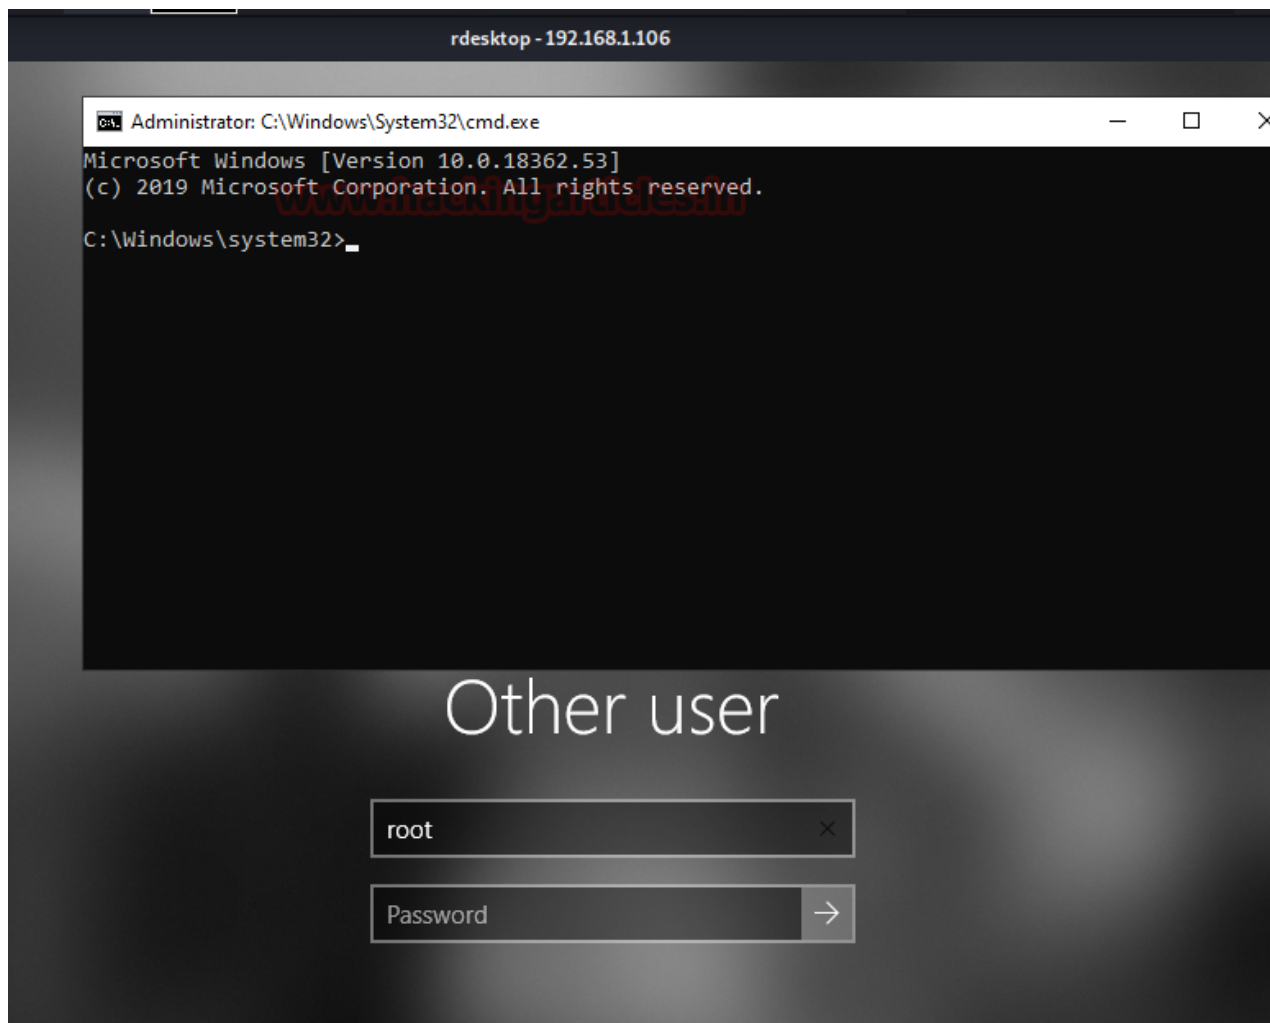 rdesktop - 192.168.1.106
Administrator: C:\Windows\System32\cmd.exe
Microsoft Windows [Version 10.0.18362.53]
(c) 2019 Microsoft Corporation. All rights reserved.
www.hackingarticles.in
C:\Windows\system32>
Other user
root
Password